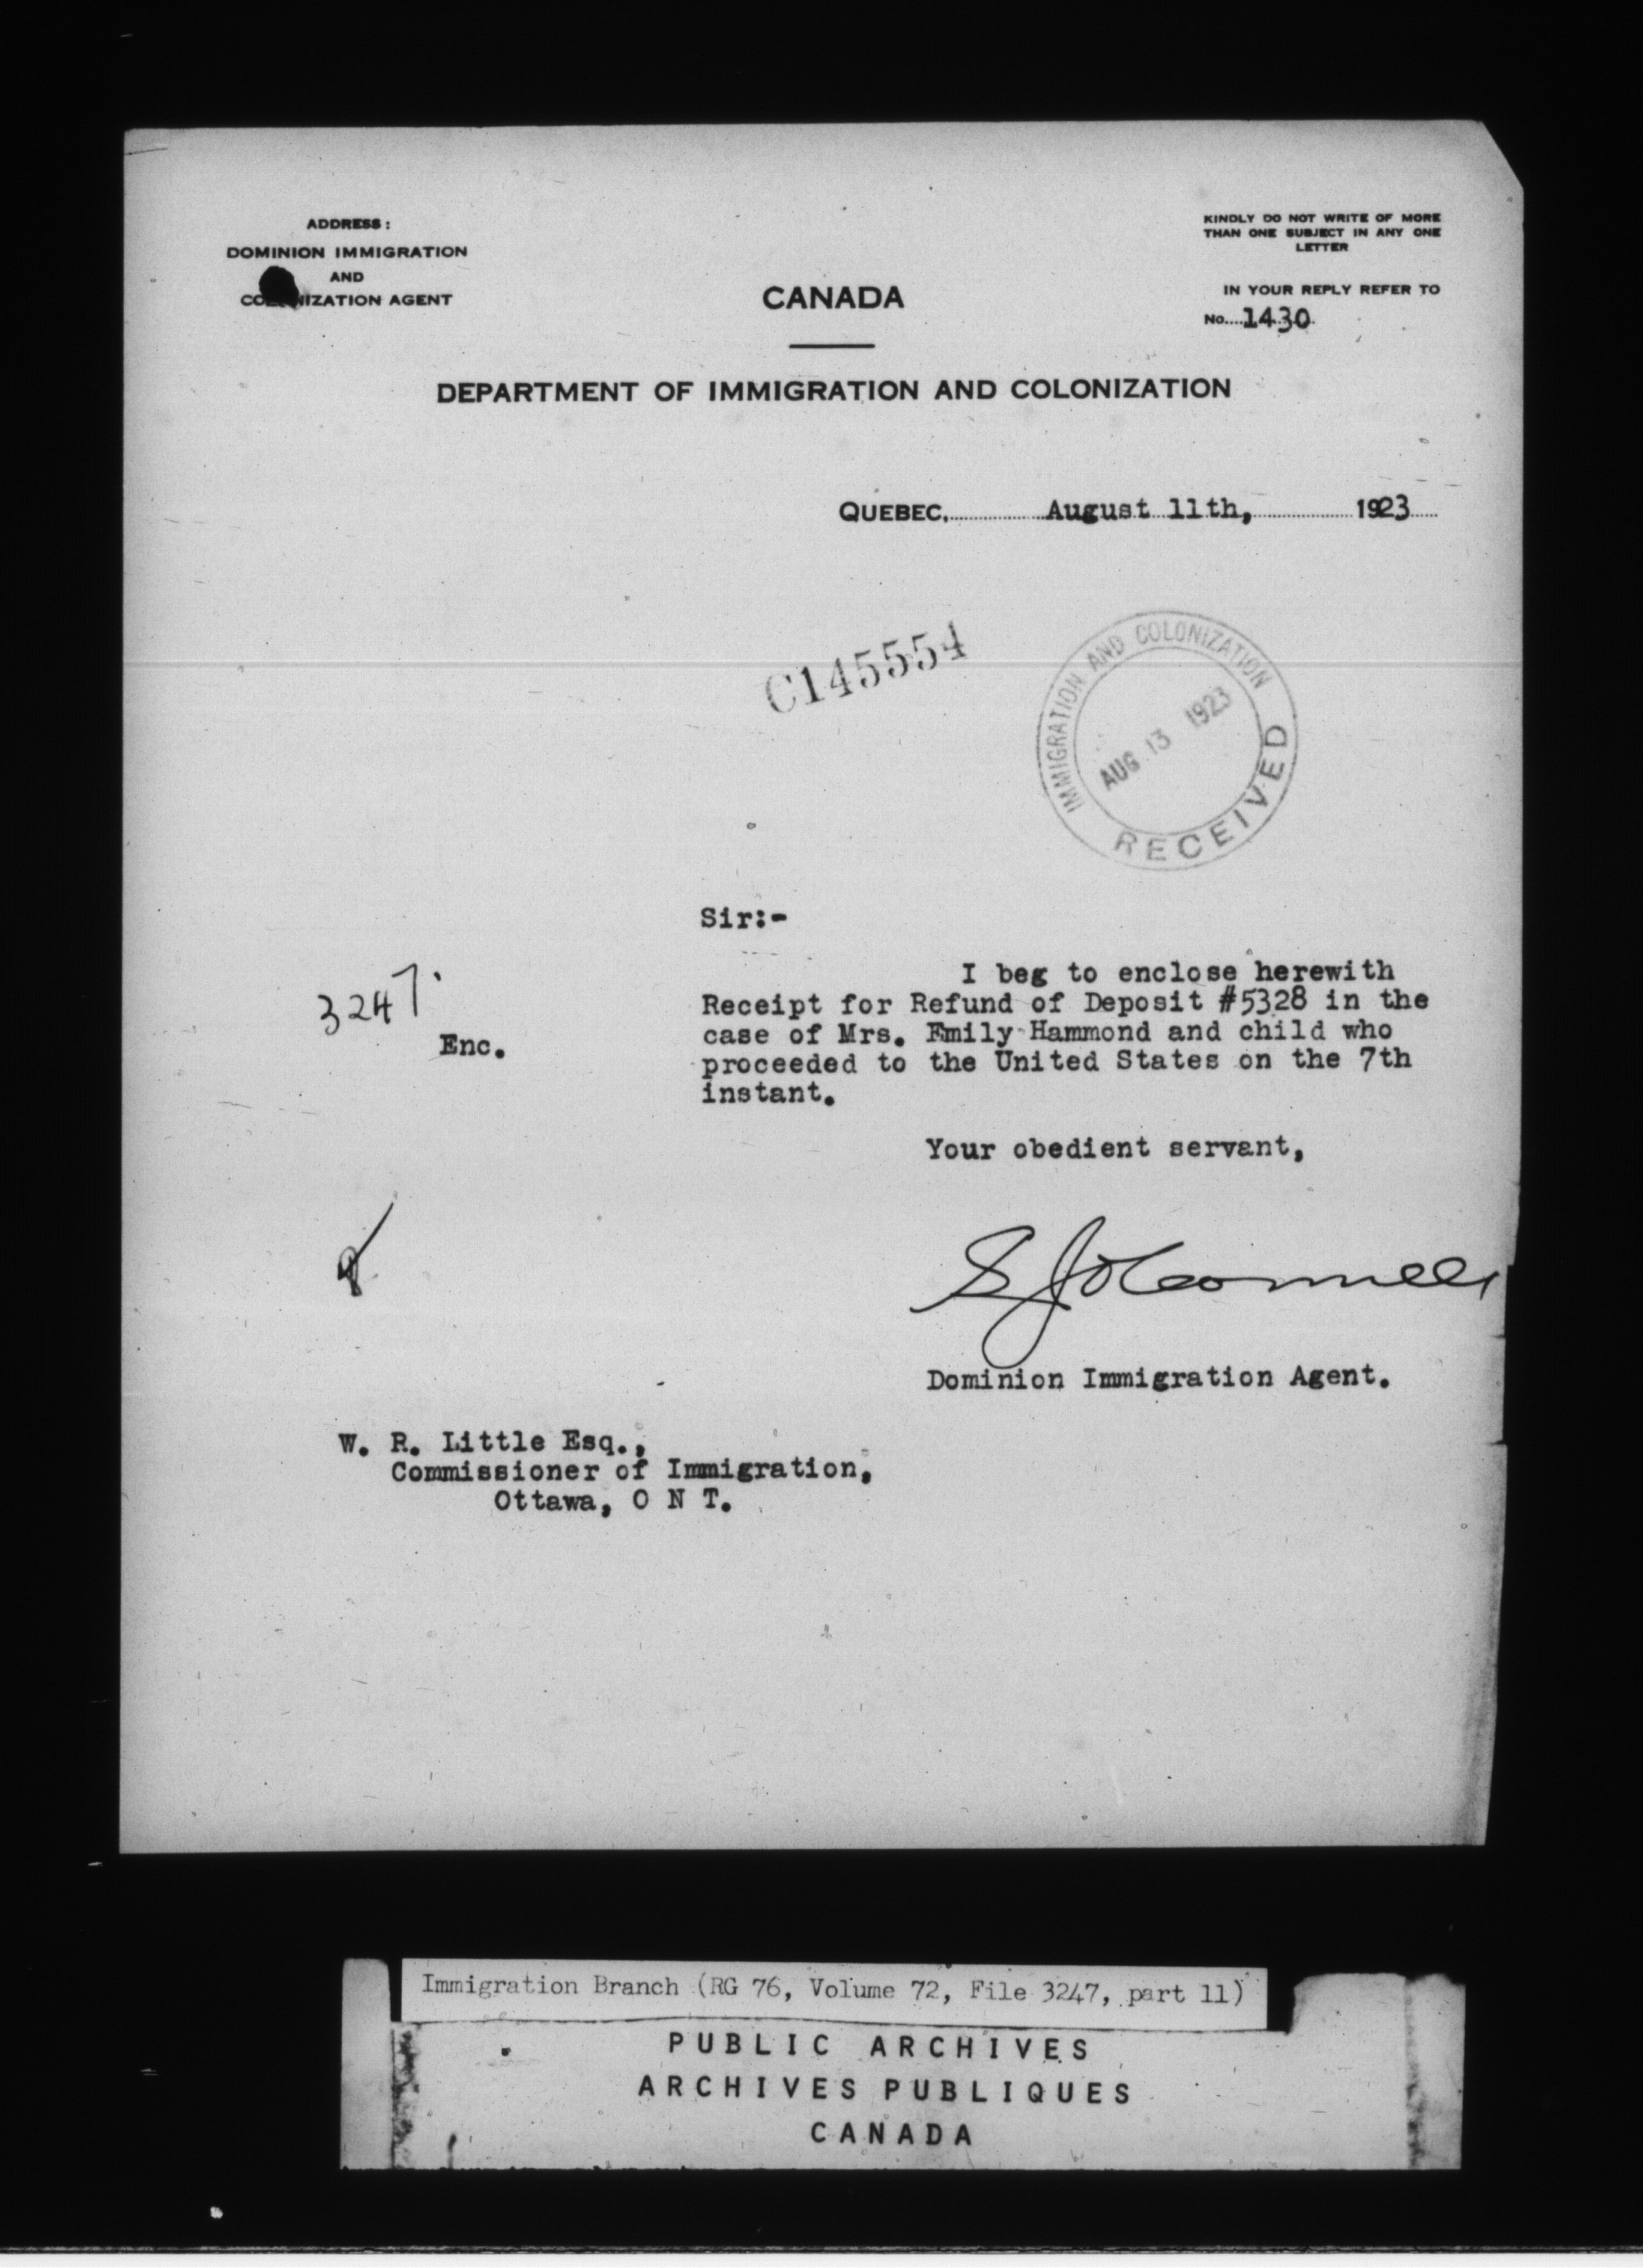 ADDRESS:
DOMINION IMMIGRATION
AND
COLONIZATION AGENT
KINDLY DO NOT WRITE OF MORE
THAN ONE SUBJECT IN ANY ONE
LETTER
IN YOUR REPLY REFER TO
No....1430
CANADA
DEPARTMENT OF IMMIGRATION AND COLONIZATION
QUEBEC, August 11th, 1923
C145554
IMMIGRATION AND COLONIZATION
AUG 13 1923
RECEIVED
Sir:-
I beg to enclose herewith
Receipt for Refund of Deposit #5328 in the
case of Mrs. Emily Hammond and child who
proceeded to the United States on the 7th
instant.
3247.
Enc.
Your obedient servant,
Dominion Immigration Agent.
W. R. Little Esq.,
Commissioner of Immigration,
Ottawa, O N T.
Immigration Branch (RG 76, Volume 72, File 3247, part 11)
PUBLIC ARCHIVES
ARCHIVES PUBLIQUES
CANADA